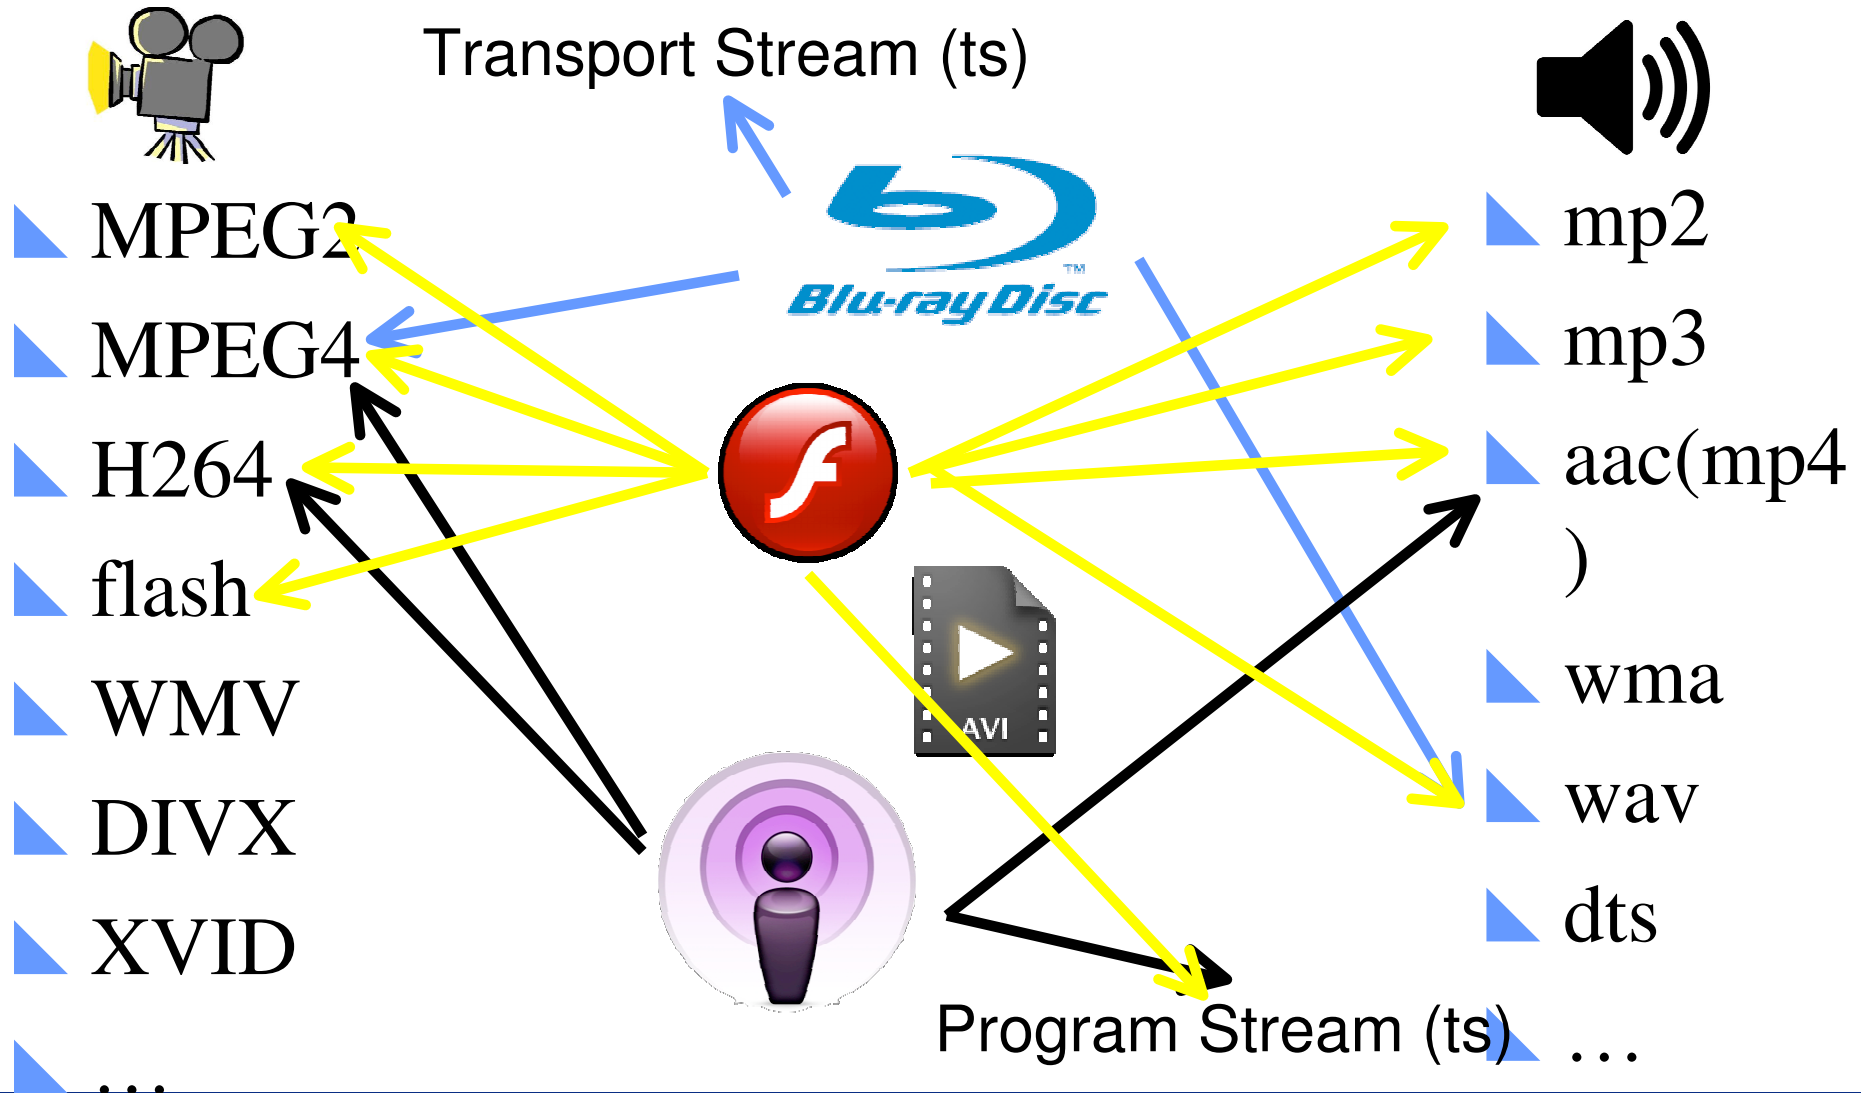 Transport Stream (ts)
MPEG2
MPEG4
H264
flash
WMV
DIVX
XVID
…
Blu-ray Disc
TM
AVI
Program Stream (ts)
mp2
mp3
aac(mp4
)
wma
wav
dts
…